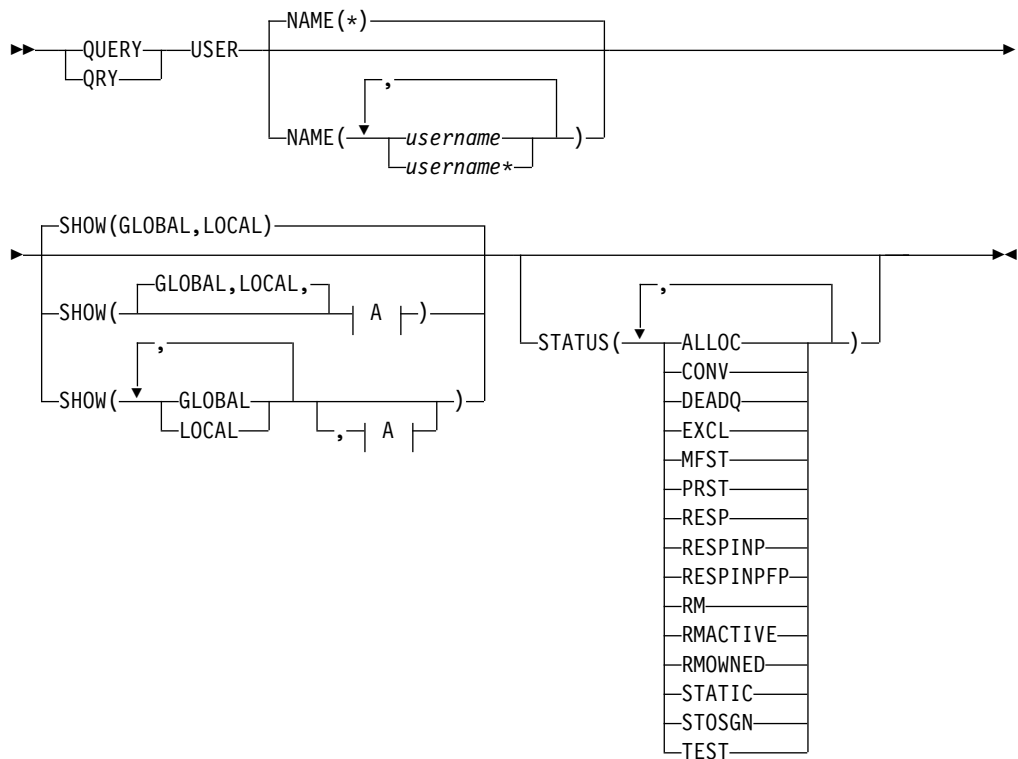 NAME(*)
QUERY USER
QRY
,
NAME( username )
username*
SHOW(GLOBAL,LOCAL)
GLOBAL,LOCAL,
SHOW( A )
,
SHOW( GLOBAL )
LOCAL , A
,
STATUS( ALLOC )
CONV
DEADQ
EXCL
MFST
PRST
RESP
RESPINP
RESPINPFP
RM
RMACTIVE
RMOWNED
STATIC
STOSGN
TEST